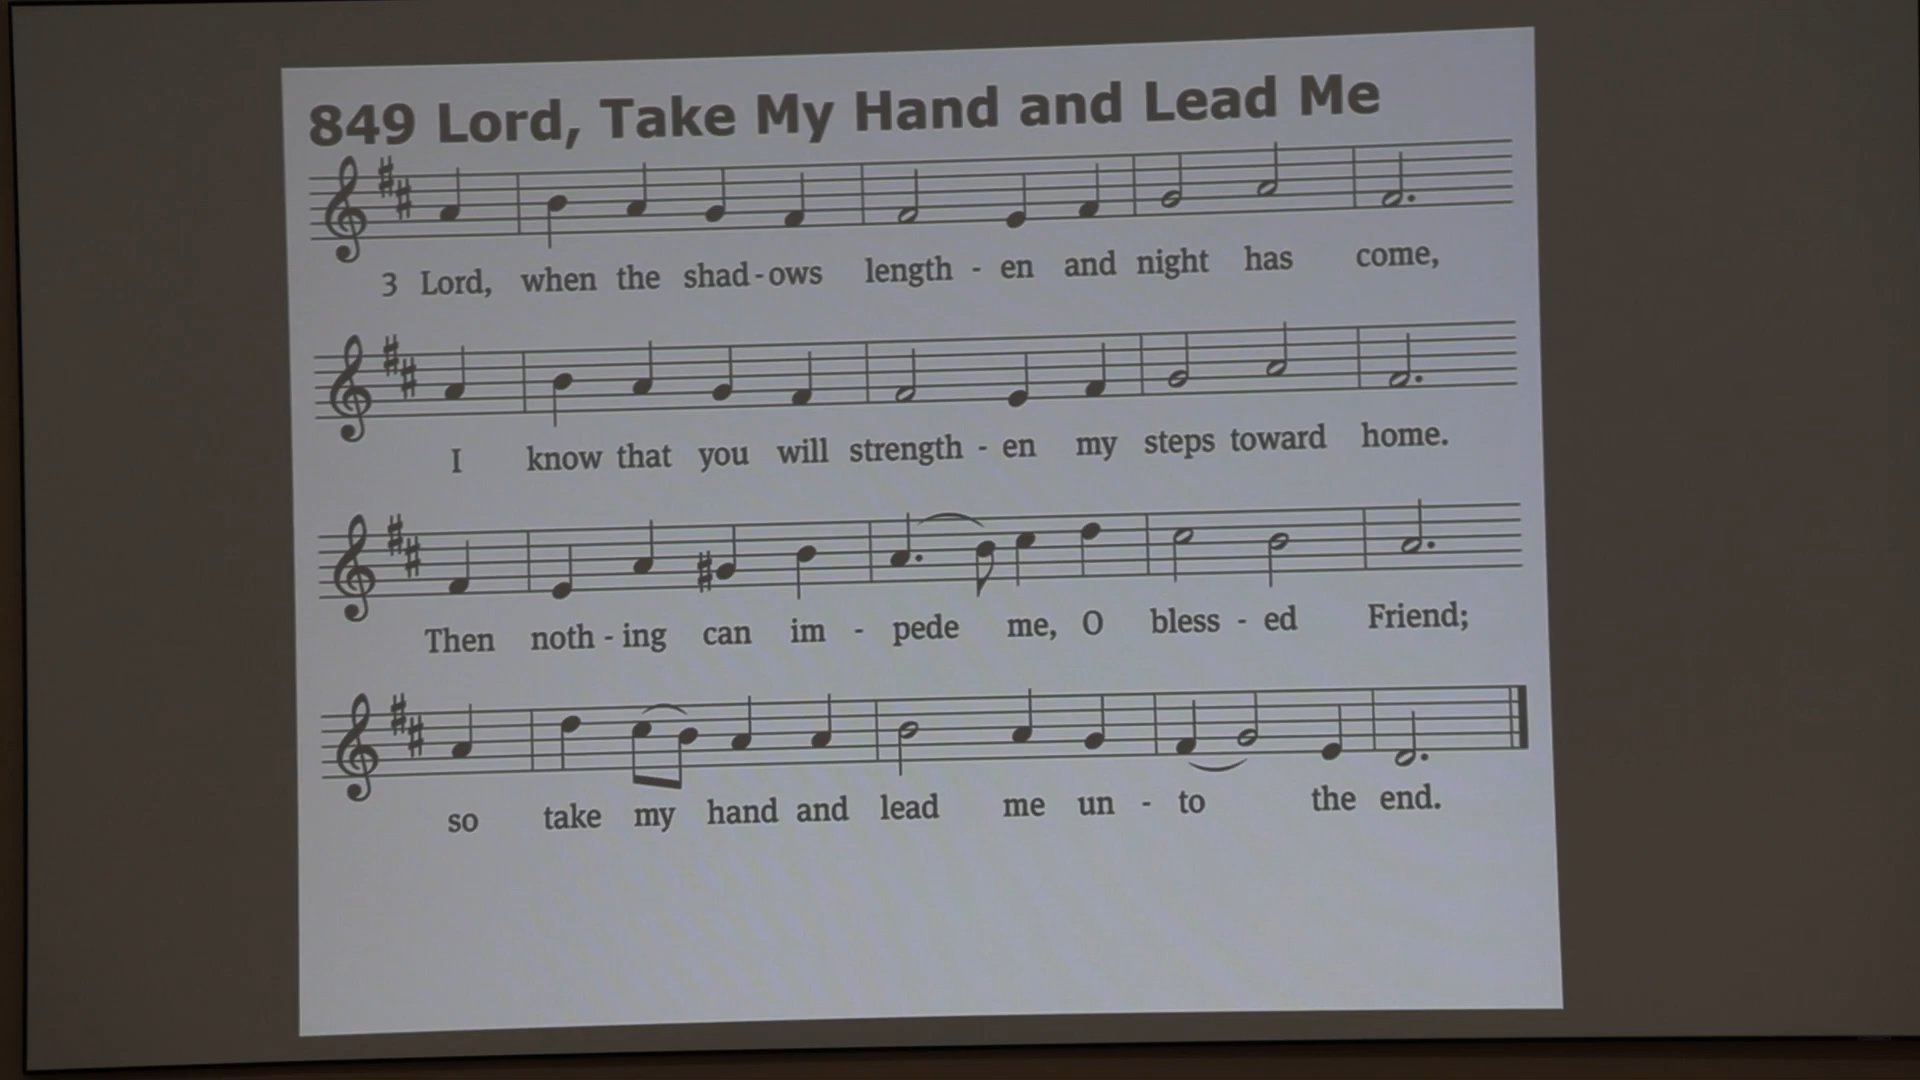 849 Lord, Take My Hand and Lead Me
3 Lord, when the shad-ows length - en and night has come,
I know that you will strength - en my steps toward home.
Then noth - ing can im - pede me, O bless - ed Friend;
so take my hand and lead me un - to the end.